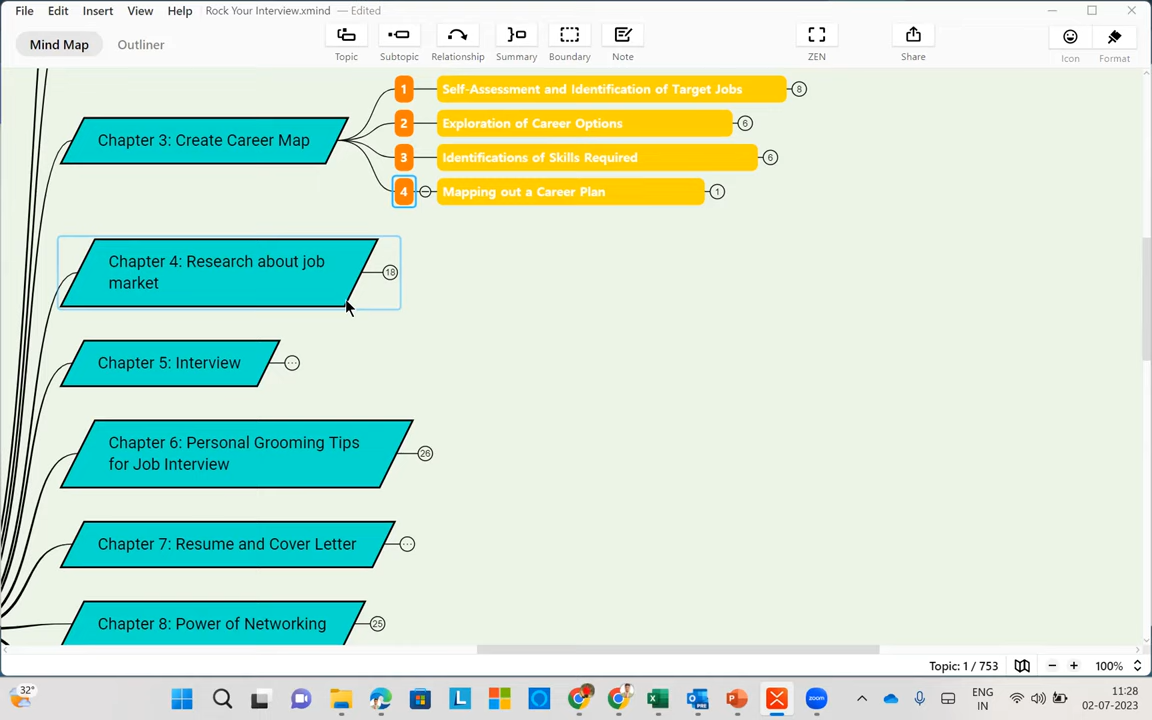 File Edit Insert View Help Rock Your Interview.xmind — Edited
Mind Map Outliner
Topic Subtopic Relationship Summary Boundary Note ZEN Share Icon Format
1 Self-Assessment and Identification of Target Jobs 8
2 Exploration of Career Options 6
Chapter 3: Create Career Map
3 Identifications of Skills Required 6
4 Mapping out a Career Plan 1
Chapter 4: Research about job
market
18
Chapter 5: Interview
Chapter 6: Personal Grooming Tips
for Job Interview
26
Chapter 7: Resume and Cover Letter
Chapter 8: Power of Networking 25
Topic: 1 / 753 100%
32°
ENG
IN
11:28
02-07-2023
zoom